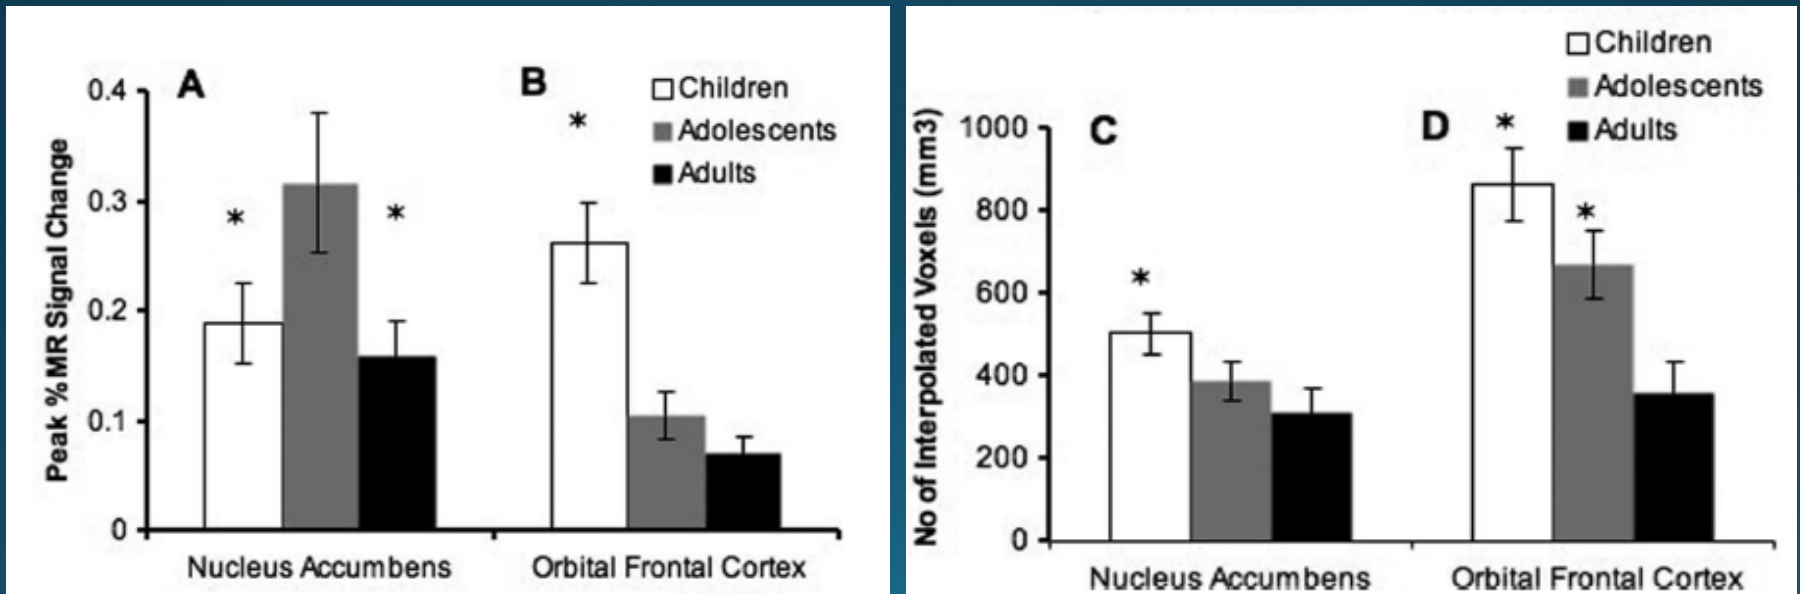 A
B
Children
Adolescents
Adults
*
*
*
Peak %MR Signal Change
0.4
0.3
0.2
0.1
0
Nucleus Accumbens
Orbital Frontal Cortex
C
D
Children
Adolescents
Adults
*
*
*
No of Interpolated Voxels (mm3)
1000
800
600
400
200
0
Nucleus Accumbens
Orbital Frontal Cortex